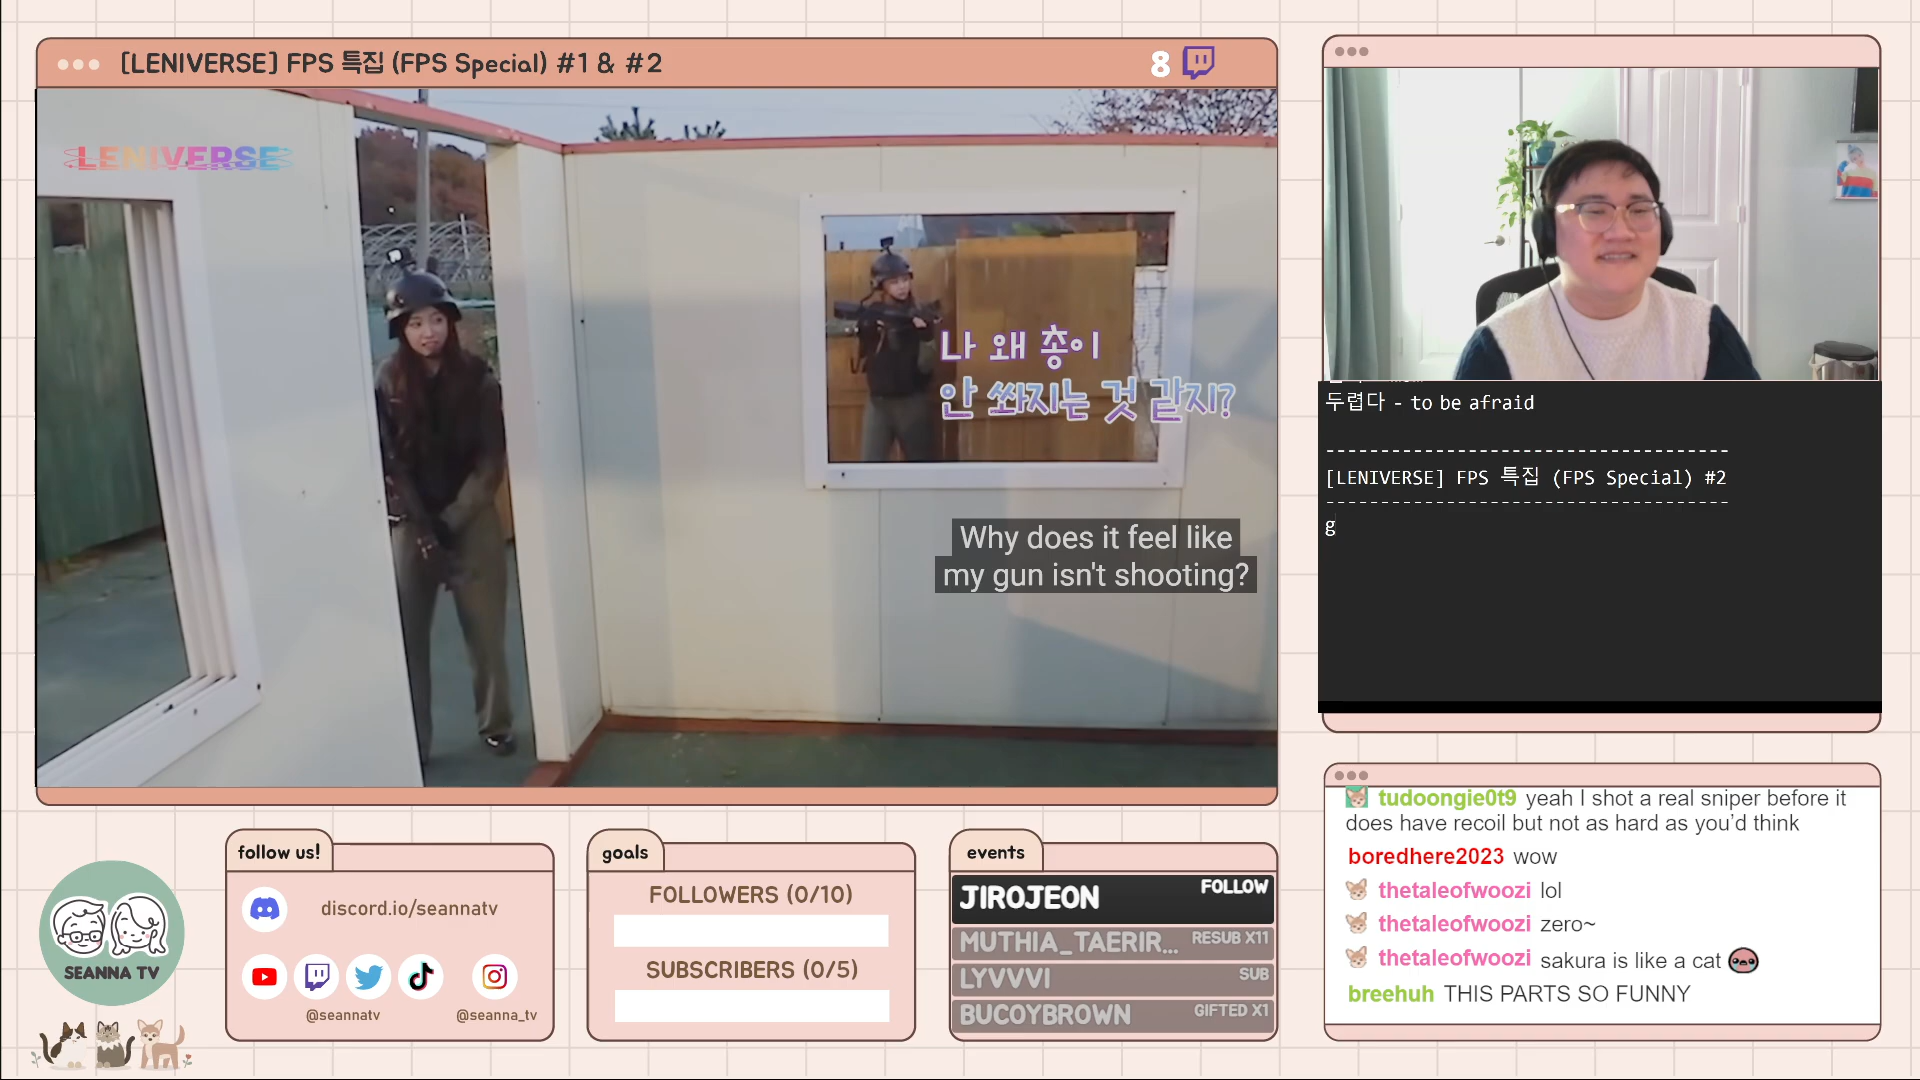 [LENIVERSE] FPS 특집 (FPS Special) #1 & #2
8
LENIVERSE
나 왜 총이
안 쏴지는 것 같지?
Why does it feel like
my gun isn't shooting?
두렵다 - to be afraid
-------------------------------------
[LENIVERSE] FPS 특집 (FPS Special) #2
-------------------------------------
g
follow us!
discord.io/seannatv
@seannatv
@seanna_tv
SEANNA TV
goals
FOLLOWERS (0/10)
SUBSCRIBERS (0/5)
events
JIROJEON FOLLOW
MUTHIA_TAERIR... RESUB X11
LYVVVI SUB
BUCOYBROWN GIFTED X1
tudoongie0t9 yeah I shot a real sniper before it
does have recoil but not as hard as you'd think
boredhere2023 wow
thetaleofwoozi lol
thetaleofwoozi zero~
thetaleofwoozi sakura is like a cat
breehuh THIS PARTS SO FUNNY